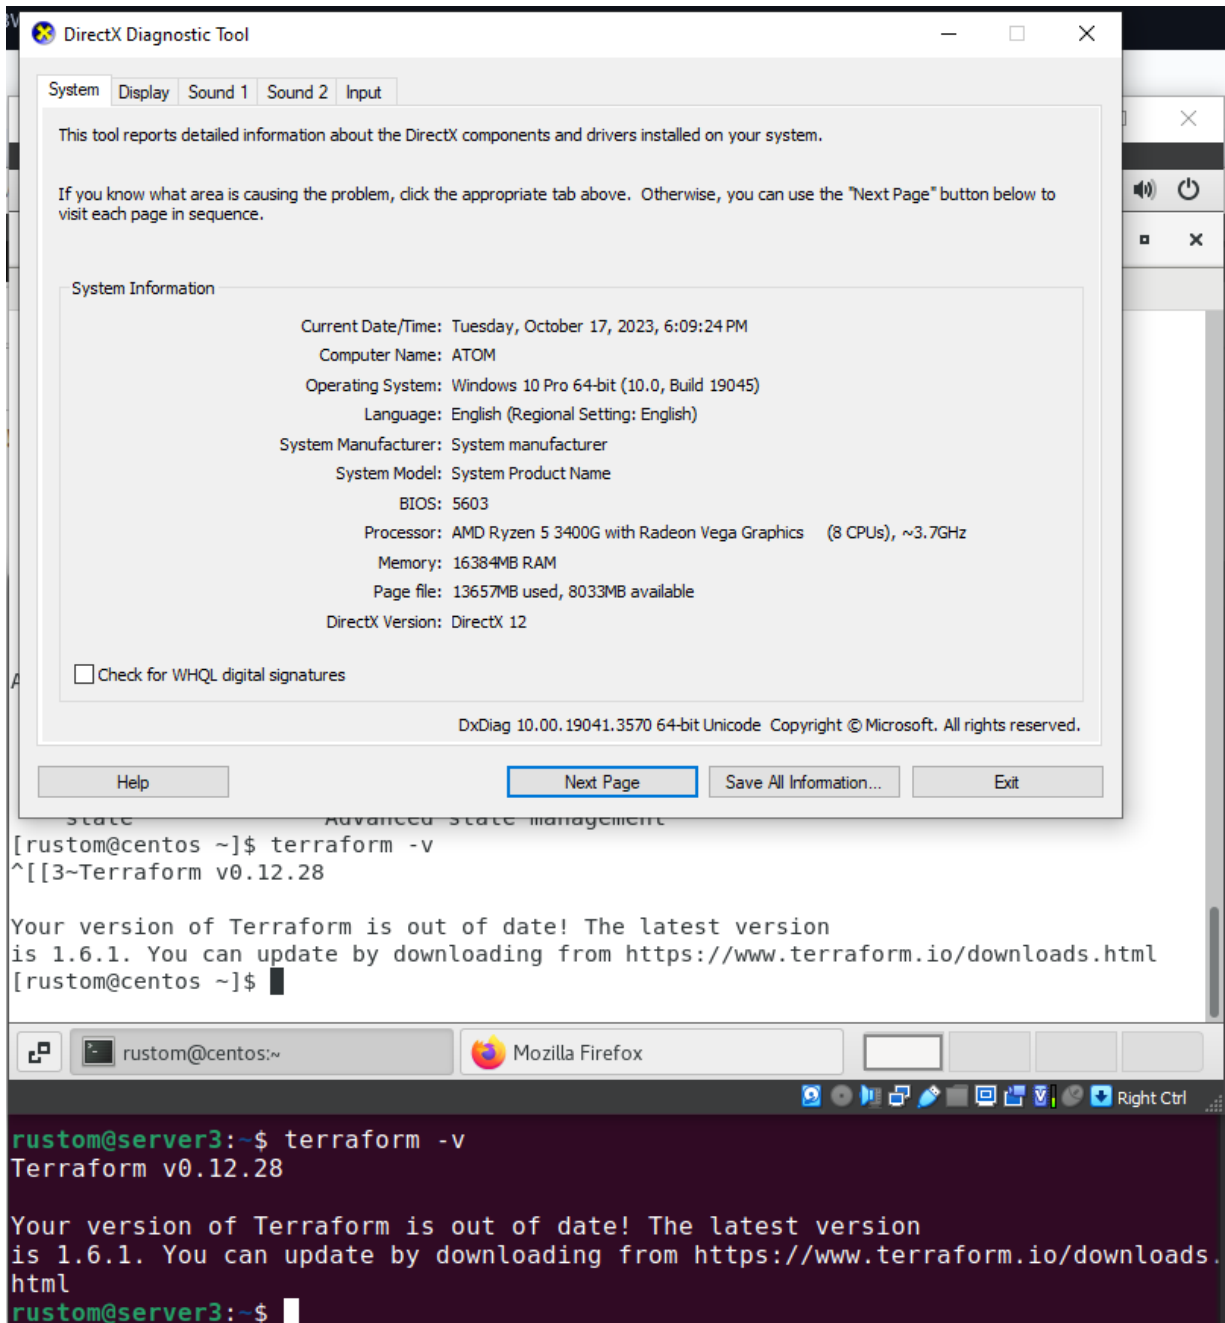 DirectX Diagnostic Tool
System Display Sound 1 Sound 2 Input
This tool reports detailed information about the DirectX components and drivers installed on your system.
If you know what area is causing the problem, click the appropriate tab above. Otherwise, you can use the "Next Page" button below to
visit each page in sequence.
System Information
Current Date/Time: Tuesday, October 17, 2023, 6:09:24 PM
Computer Name: ATOM
Operating System: Windows 10 Pro 64-bit (10.0, Build 19045)
Language: English (Regional Setting: English)
System Manufacturer: System manufacturer
System Model: System Product Name
BIOS: 5603
Processor: AMD Ryzen 5 3400G with Radeon Vega Graphics (8 CPUs), ~3.7GHz
Memory: 16384MB RAM
Page file: 13657MB used, 8033MB available
DirectX Version: DirectX 12
Check for WHQL digital signatures
DxDiag 10.00.19041.3570 64-bit Unicode Copyright © Microsoft. All rights reserved.
Help Next Page Save All Information... Exit
state Advanced state management
[rustom@centos ~]$ terraform -v
^[[3~Terraform v0.12.28
Your version of Terraform is out of date! The latest version
is 1.6.1. You can update by downloading from https://www.terraform.io/downloads.html
[rustom@centos ~]$
rustom@centos:~ Mozilla Firefox
Right Ctrl
rustom@server3:~$ terraform -v
Terraform v0.12.28
Your version of Terraform is out of date! The latest version
is 1.6.1. You can update by downloading from https://www.terraform.io/downloads.
html
rustom@server3:~$